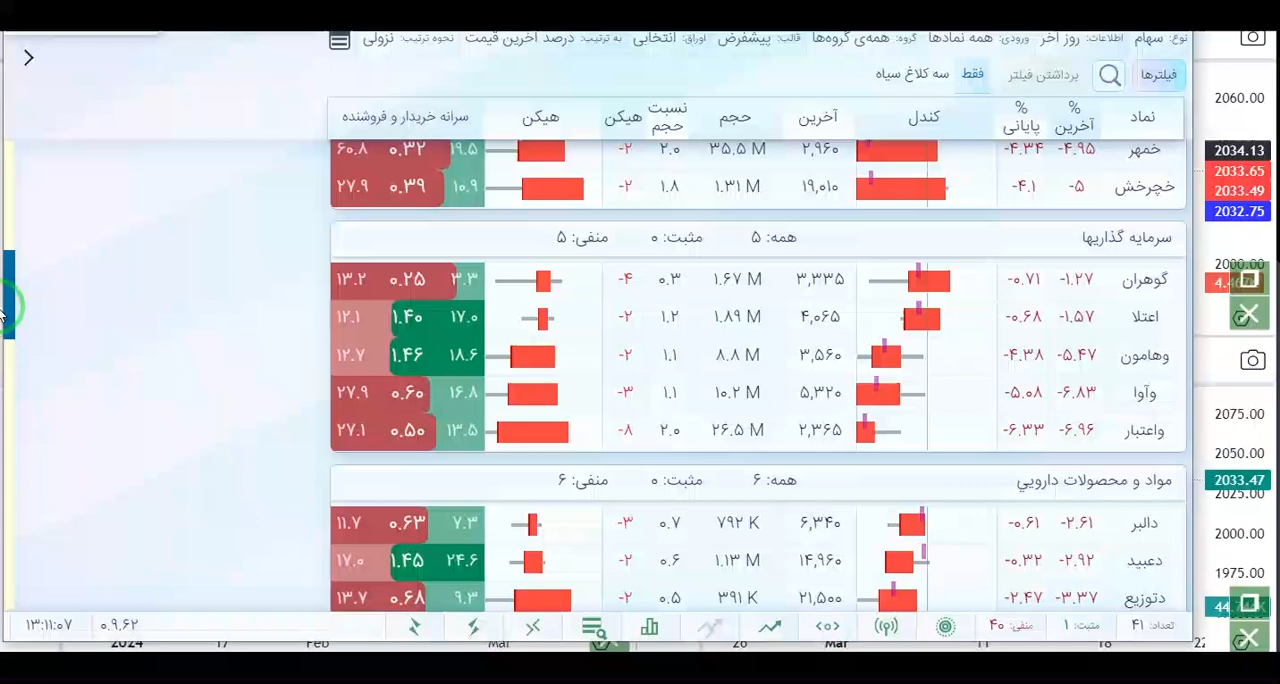 نوع: سهام اطلاعات: روز آخر ورودی: همه نمادها گروه: همه‌ی گروه‌ها قالب: پیشفرض اوراق: انتخابی به ترتیب: درصد آخرین قیمت نحوه ترتیب: نزولی
فیلترها برداشتن فیلتر فقط سه کلاغ سیاه
نماد % آخرین % پایانی کندل آخرین حجم نسبت حجم هیکن هیکن سرانه خریدار و فروشنده
خمهر -۴.۹۵ -۴.۳۴ ۲,۹۶۰ ۳۵.۵ M ۲.۰ -۲ ۱۹.۵ ۰.۳۲ ۶۰.۸
خچرخش -۵ -۴.۱ ۱۹,۰۱۰ ۱.۳۱ M ۱.۸ -۲ ۱۰.۹ ۰.۳۹ ۲۷.۹
سرمایه گذاریها همه: ۵ مثبت: ۰ منفی: ۵
گوهران -۱.۲۷ -۰.۷۱ ۳,۳۳۵ ۱.۶۷ M ۰.۳ -۴ ۳.۳ ۰.۲۵ ۱۳.۲
اعتلا -۱.۵۷ -۰.۶۸ ۴,۰۶۵ ۱.۸۹ M ۱.۲ -۲ ۱۷.۰ ۱.۴۰ ۱۲.۱
وهامون -۵.۴۷ -۴.۳۸ ۳,۵۶۰ ۸.۸ M ۱.۱ -۲ ۱۸.۶ ۱.۴۶ ۱۲.۷
وآوا -۶.۸۳ -۵.۰۸ ۵,۳۲۰ ۱۰.۲ M ۱.۱ -۳ ۱۶.۸ ۰.۶۰ ۲۷.۹
واعتبار -۶.۹۶ -۶.۳۳ ۲,۳۶۵ ۲۶.۵ M ۲.۰ -۸ ۱۳.۵ ۰.۵۰ ۲۷.۱
مواد و محصولات دارویي همه: ۶ مثبت: ۰ منفی: ۶
دالبر -۲.۶۱ -۰.۶۱ ۶,۳۴۰ ۷۹۲ K ۰.۷ -۳ ۷.۳ ۰.۶۳ ۱۱.۷
دعبید -۲.۹۲ -۰.۳۲ ۱۴,۹۶۰ ۱.۱۳ M ۰.۶ -۲ ۲۴.۶ ۱.۴۵ ۱۷.۰
دتوزیع -۳.۳۷ -۲.۴۷ ۲۱,۵۰۰ ۳۹۱ K ۰.۵ -۲ ۹.۳ ۰.۶۸ ۱۳.۷
تعداد: ۴۱ مثبت: ۱ منفی: ۴۰ ۰.۹.۶۲ ۱۳:۱۱:۰۷
2060.00
2034.13
2033.65
2033.49
2032.75
2000.00
2075.00
2050.00
2033.47
2025.00
2000.00
1975.00
2024 17 Feb Mar 26 Mar 11 18